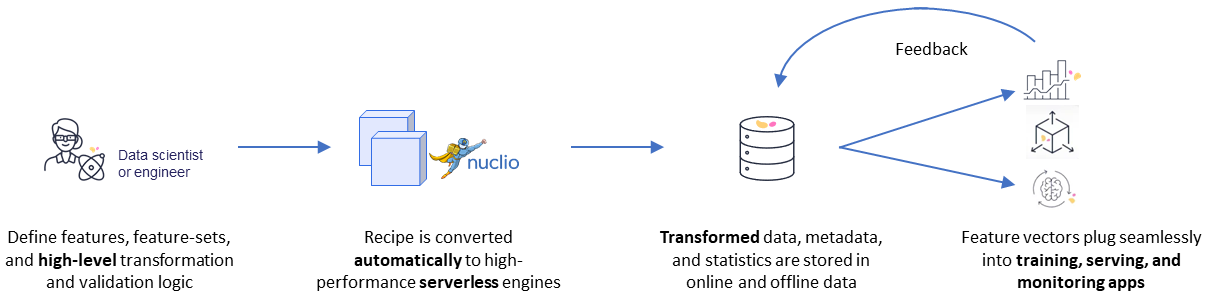 Feedback
Data scientist
or engineer
nuclio
Define features, feature-sets,
and high-level transformation
and validation logic
Recipe is converted
automatically to high-
performance serverless engines
Transformed data, metadata,
and statistics are stored in
online and offline data
Feature vectors plug seamlessly
into training, serving, and
monitoring apps